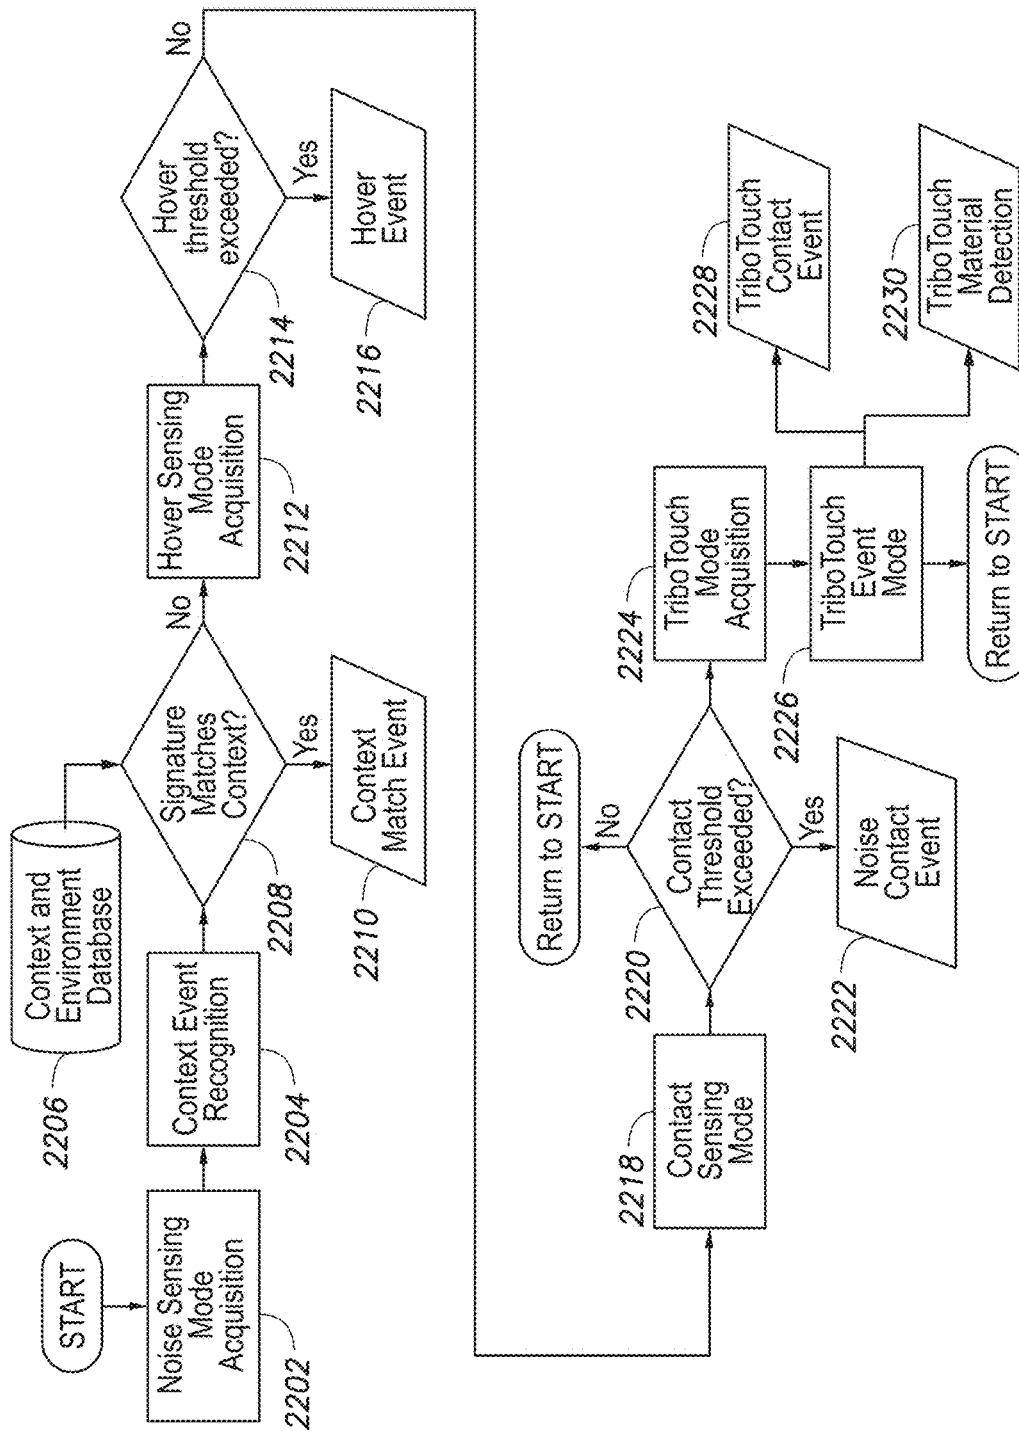 START
Noise Sensing
Mode
Acquisition
2202
Context Event
Recognition
2204
Context and
Environment
Database
2206
Signature
Matches
Context?
2208
Yes
Context
Match Event
2210
No
Hover Sensing
Mode
Acquisition
2212
Hover
threshold
exceeded?
2214
Yes
Hover
Event
2216
No
Contact
Sensing
Mode
2218
Contact
Threshold
Exceeded?
2220
No
Return to START
Yes
Noise
Contact
Event
2222
TriboTouch
Mode
Acquisition
2224
TriboTouch
Event
Mode
2226
Return to START
TriboTouch
Contact
Event
2228
TriboTouch
Material
Detection
2230